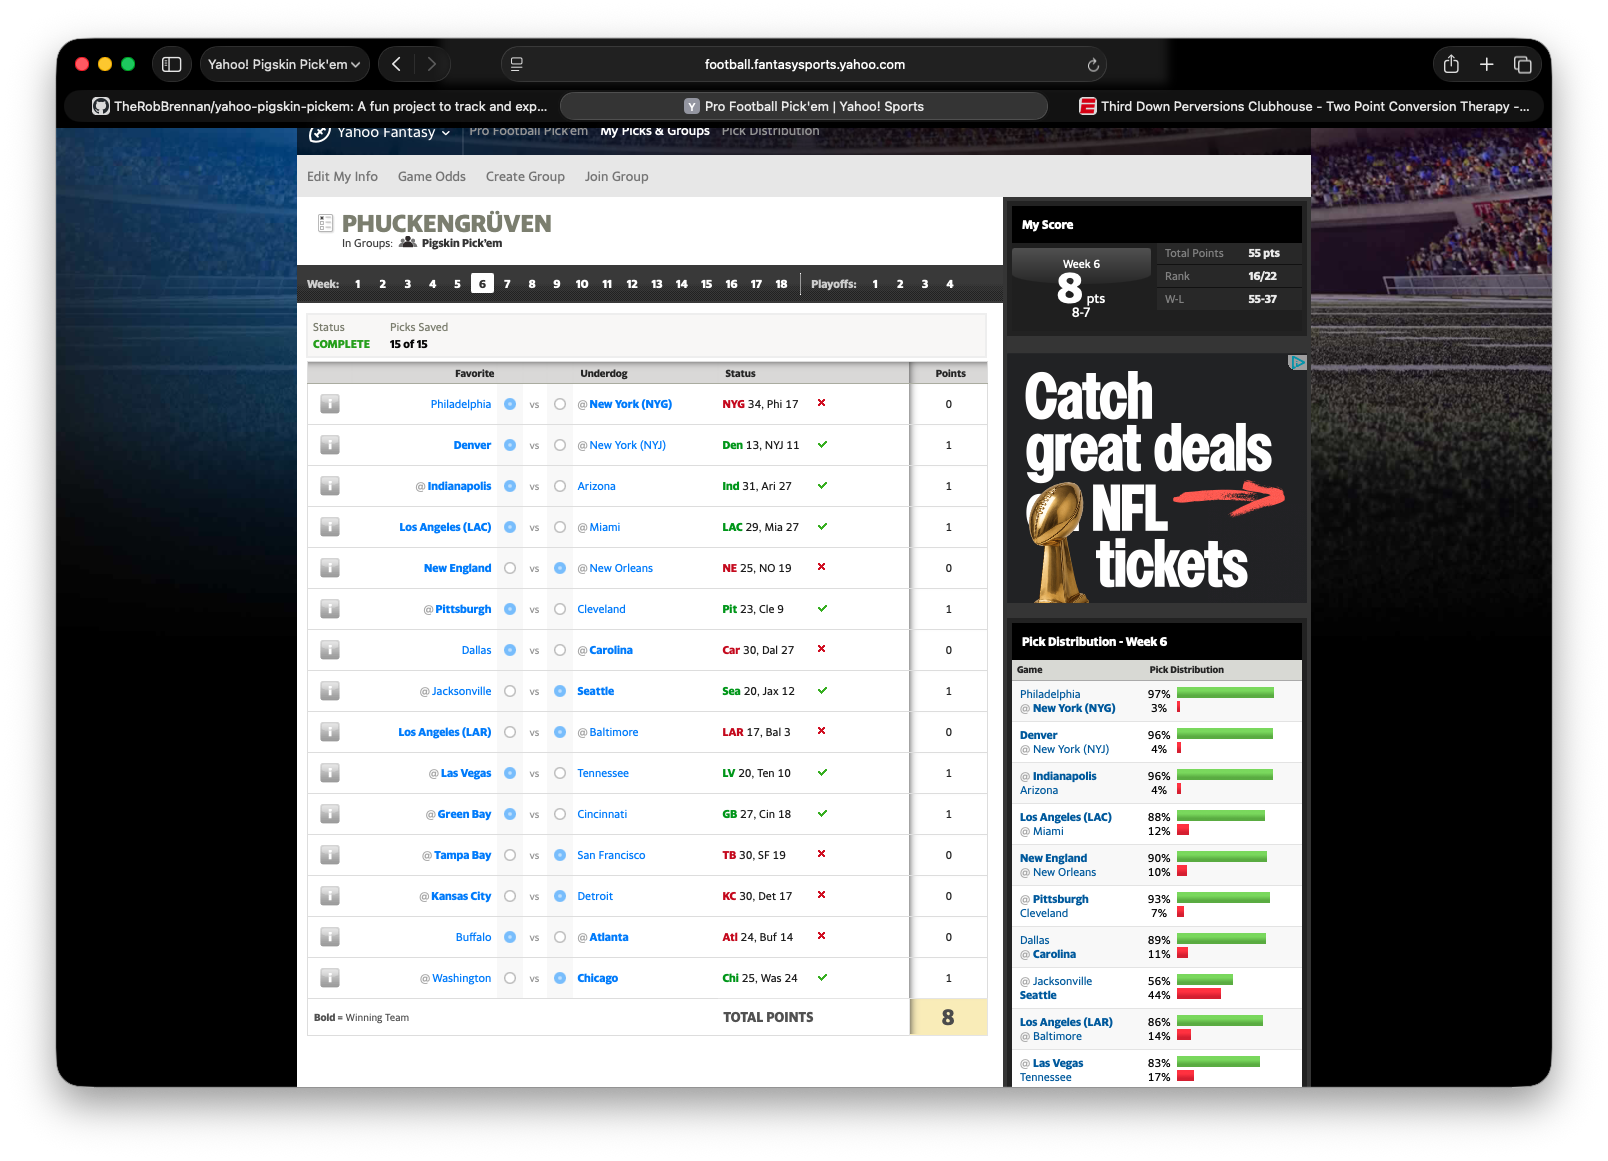 Yahoo! Pigskin Pick'em
football.fantasysports.yahoo.com
TheRobBrennan/yahoo-pigskin-pickem: A fun project to track and exp...
Pro Football Pick'em | Yahoo! Sports
Third Down Perversions Clubhouse - Two Point Conversion Therapy -...
Yahoo Fantasy Pro Football Pick'em My Picks & Groups Pick Distribution
Edit My Info Game Odds Create Group Join Group
PHUCKENGRÜVEN
In Groups: Pigskin Pick'em
Week: 1 2 3 4 5 6 7 8 9 10 11 12 13 14 15 16 17 18 Playoffs: 1 2 3 4
Status Picks Saved
COMPLETE 15 of 15
Favorite Underdog Status Points
Philadelphia vs @ New York (NYG) NYG 34, Phi 17 0
Denver vs @ New York (NYJ) Den 13, NYJ 11 1
@ Indianapolis vs Arizona Ind 31, Ari 27 1
Los Angeles (LAC) vs @ Miami LAC 29, Mia 27 1
New England vs @ New Orleans NE 25, NO 19 0
@ Pittsburgh vs Cleveland Pit 23, Cle 9 1
Dallas vs @ Carolina Car 30, Dal 27 0
@ Jacksonville vs Seattle Sea 20, Jax 12 1
Los Angeles (LAR) vs @ Baltimore LAR 17, Bal 3 0
@ Las Vegas vs Tennessee LV 20, Ten 10 1
@ Green Bay vs Cincinnati GB 27, Cin 18 1
@ Tampa Bay vs San Francisco TB 30, SF 19 0
@ Kansas City vs Detroit KC 30, Det 17 0
Buffalo vs @ Atlanta Atl 24, Buf 14 0
@ Washington vs Chicago Chi 25, Was 24 1
Bold = Winning Team TOTAL POINTS 8
My Score
Week 6
8 pts
8-7
Total Points 55 pts
Rank 16/22
W-L 55-37
Catch
great deals
on NFL
tickets
Pick Distribution - Week 6
Game Pick Distribution
Philadelphia 97%
@ New York (NYG) 3%
Denver 96%
@ New York (NYJ) 4%
@ Indianapolis 96%
Arizona 4%
Los Angeles (LAC) 88%
@ Miami 12%
New England 90%
@ New Orleans 10%
@ Pittsburgh 93%
Cleveland 7%
Dallas 89%
@ Carolina 11%
@ Jacksonville 56%
Seattle 44%
Los Angeles (LAR) 86%
@ Baltimore 14%
@ Las Vegas 83%
Tennessee 17%